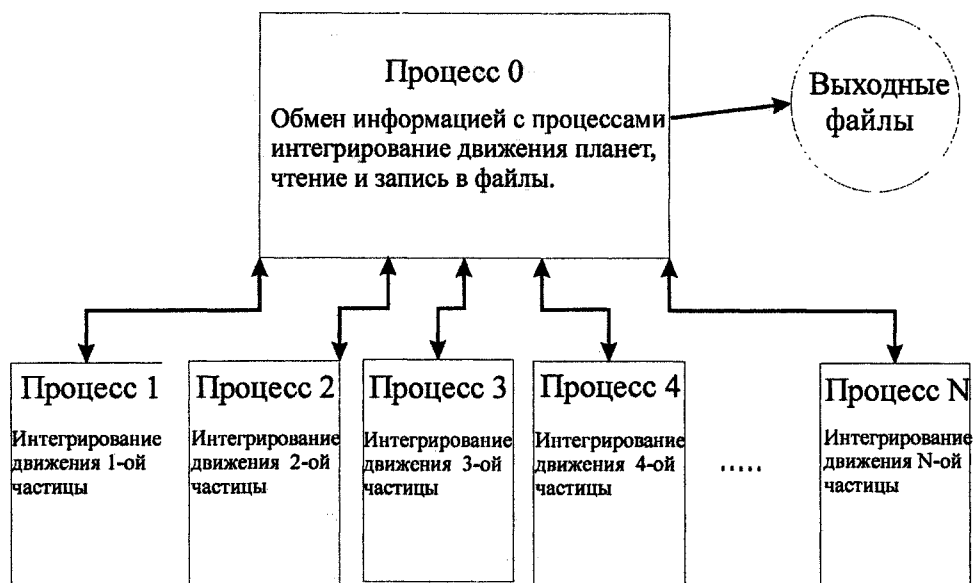 Процесс 0
Обмен информацией с процессами
интегрирование движения планет,
чтение и запись в файлы.
Выходные
файлы
Процесс 1
Интегрирование
движения 1-ой
частицы
Процесс 2
Интегрирование
движения 2-ой
частицы
Процесс 3
Интегрирование
движения 3-ой
частицы
Процесс 4
Интегрирование
движения 4-ой
частицы
.....
Процесс N
Интегрирование
движения N-ой
частицы